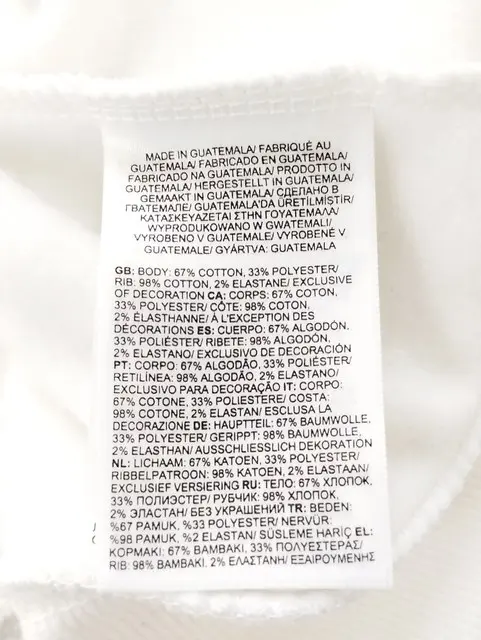 MADE IN GUATEMALA/ FABRIQUÉ AU
GUATEMALA/ FABRICADO EN GUATEMALA/
FABRICADO NA GUATEMALA/ PRODOTTO IN
GUATEMALA/ HERGESTELLT IN GUATEMALA/
GEMAAKT IN GUATEMALA/ СДЕЛАНО В
ГВАТЕМАЛЕ/ GUATEMALA'DA ÜRETİLMİSTİR/
ΚΑΤΑΣΚΕΥΑΖΕΤΑΙ ΣΤΗΝ ΓΟΥΑΤΕΜΑΛΑ/
WYPRODUKOWANO W GWATEMALI/
VYROBENO V GUATEMALE/ VYROBENÉ V
GUATEMALE/ GYÁRTVA: GUATEMALA
GB: BODY: 67% COTTON, 33% POLYESTER/
RIB: 98% COTTON, 2% ELASTANE/ EXCLUSIVE
OF DECORATION CA: CORPS: 67% COTON,
33% POLYESTER/ CÔTE: 98% COTON,
2% ÉLASTHANNE/ À L'EXCEPTION DES
DÉCORATIONS ES: CUERPO: 67% ALGODÓN,
33% POLIÉSTER/ RIBETE: 98% ALGODÓN,
2% ELASTANO/ EXCLUSIVO DE DECORACIÓN
PT: CORPO: 67% ALGODÃO, 33% POLIÉSTER/
RETILÍNEA: 98% ALGODÃO, 2% ELASTANO/
EXCLUSIVO PARA DECORAÇÃO IT: CORPO:
67% COTONE, 33% POLIESTERE/ COSTA:
98% COTONE, 2% ELASTAN/ ESCLUSA LA
DECORAZIONE DE: HAUPTTEIL: 67% BAUMWOLLE,
33% POLYESTER/ GERIPPT: 98% BAUMWOLLE,
2% ELASTHAN/ AUSSCHLIESSLICH DEKORATION
NL: LICHAAM: 67% KATOEN, 33% POLYESTER/
RIBBELPATROON: 98% KATOEN, 2% ELASTAAN/
EXCLUSIEF VERSIERING RU: ТЕЛО: 67% ХЛОПОК,
33% ПОЛИЭСТЕР/ РУБЧИК: 98% ХЛОПОК,
2% ЭЛАСТАН/ БЕЗ УКРАШЕНИЙ TR: BEDEN:
%67 PAMUK, %33 POLYESTER/ NERVÜR:
%98 PAMUK, %2 ELASTAN/ SÜSLEME HARİÇ EL:
ΚΟΡΜΑΚΙ: 67% ΒΑΜΒΑΚΙ, 33% ΠΟΛΥΕΣΤΕΡΑΣ/
RIB: 98% ΒΑΜΒΑΚΙ, 2% ΕΛΑΣΤΑΝΗ/ ΕΞΑΙΡΟΥΜΕΝΗΣ